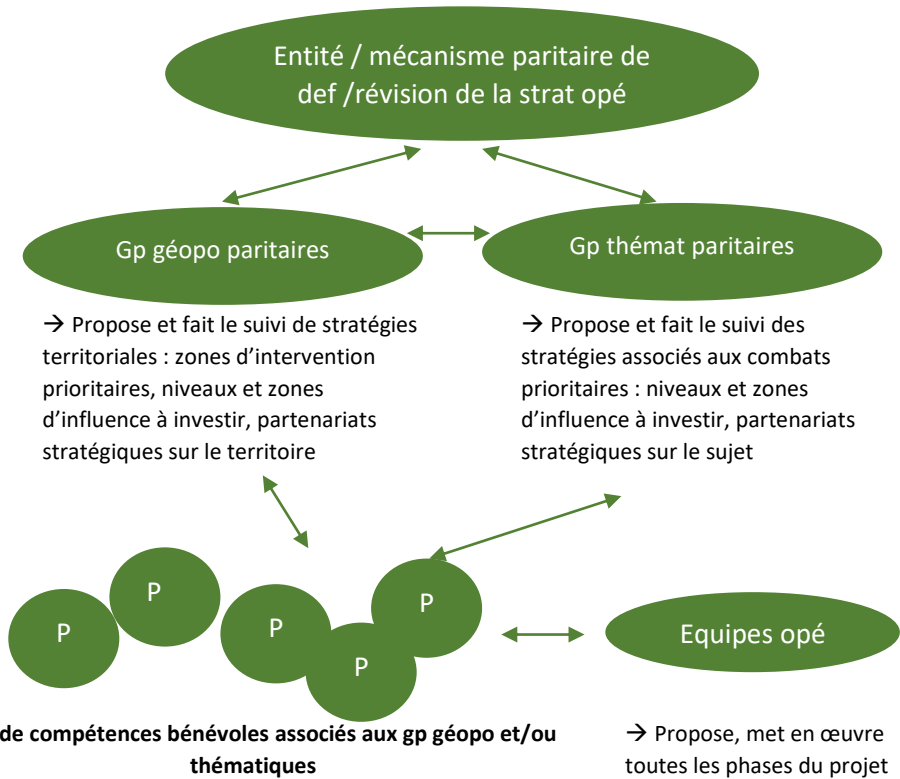 Entité / mécanisme paritaire de
def /révision de la strat opé
Gp géopo paritaires
Gp thémat paritaires
→ Propose et fait le suivi de stratégies
territoriales : zones d'intervention
prioritaires, niveaux et zones
d'influence à investir, partenariats
stratégiques sur le territoire
→ Propose et fait le suivi des
stratégies associés aux combats
prioritaires : niveaux et zones
d'influence à investir, partenariats
stratégiques sur le sujet
P
P
P
P
P
Equipes opé
de compétences bénévoles associés aux gp géopo et/ou
thématiques
→ Propose, met en œuvre
toutes les phases du projet